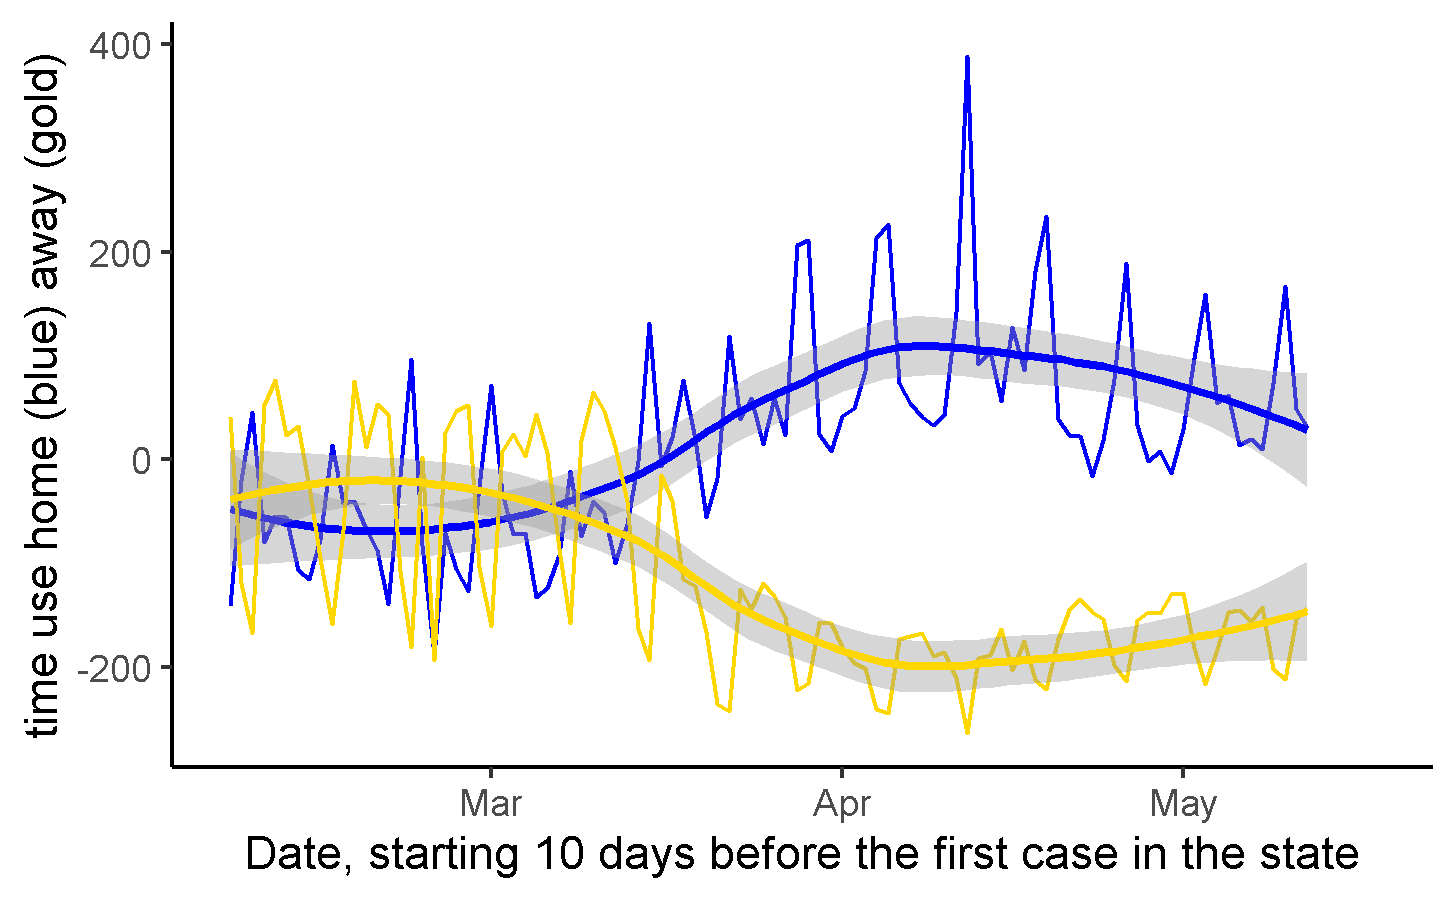 time use home (blue) away (gold)
400
200
0
-200
Mar
Apr
May
Date, starting 10 days before the first case in the state